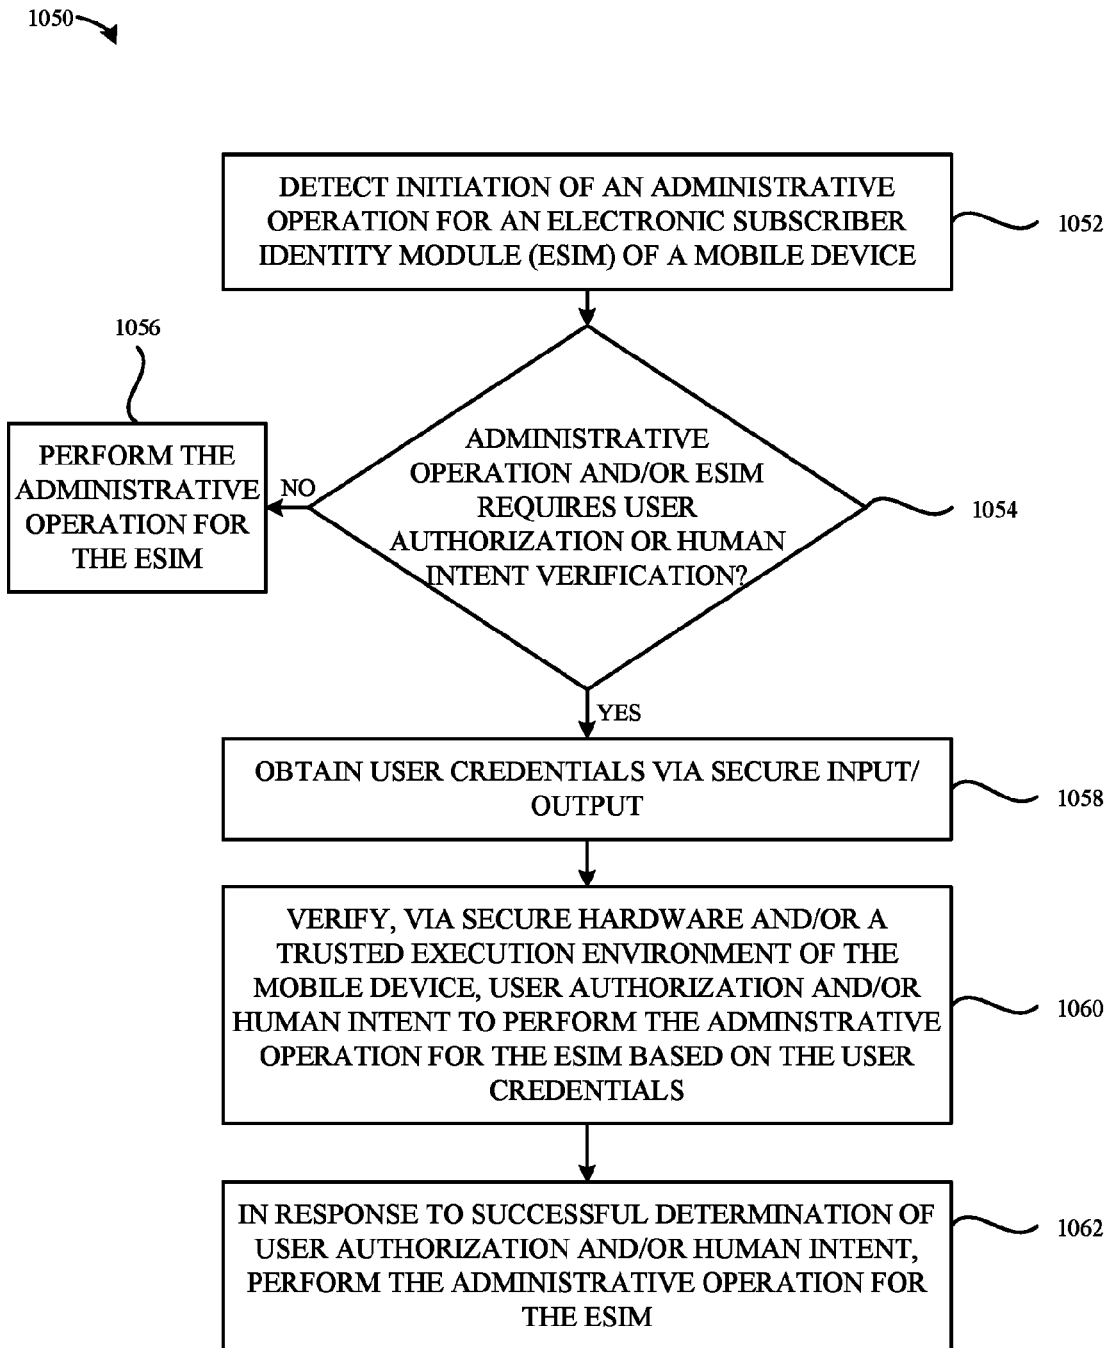 1050
DETECT INITIATION OF AN ADMINISTRATIVE
OPERATION FOR AN ELECTRONIC SUBSCRIBER
IDENTITY MODULE (ESIM) OF A MOBILE DEVICE
1052
1056
PERFORM THE
ADMINISTRATIVE
OPERATION FOR
THE ESIM
NO
ADMINISTRATIVE
OPERATION AND/OR ESIM
REQUIRES USER
AUTHORIZATION OR HUMAN
INTENT VERIFICATION?
1054
YES
OBTAIN USER CREDENTIALS VIA SECURE INPUT/
OUTPUT
1058
VERIFY, VIA SECURE HARDWARE AND/OR A
TRUSTED EXECUTION ENVIRONMENT OF THE
MOBILE DEVICE, USER AUTHORIZATION AND/OR
HUMAN INTENT TO PERFORM THE ADMINSTRATIVE
OPERATION FOR THE ESIM BASED ON THE USER
CREDENTIALS
1060
IN RESPONSE TO SUCCESSFUL DETERMINATION OF
USER AUTHORIZATION AND/OR HUMAN INTENT,
PERFORM THE ADMINISTRATIVE OPERATION FOR
THE ESIM
1062